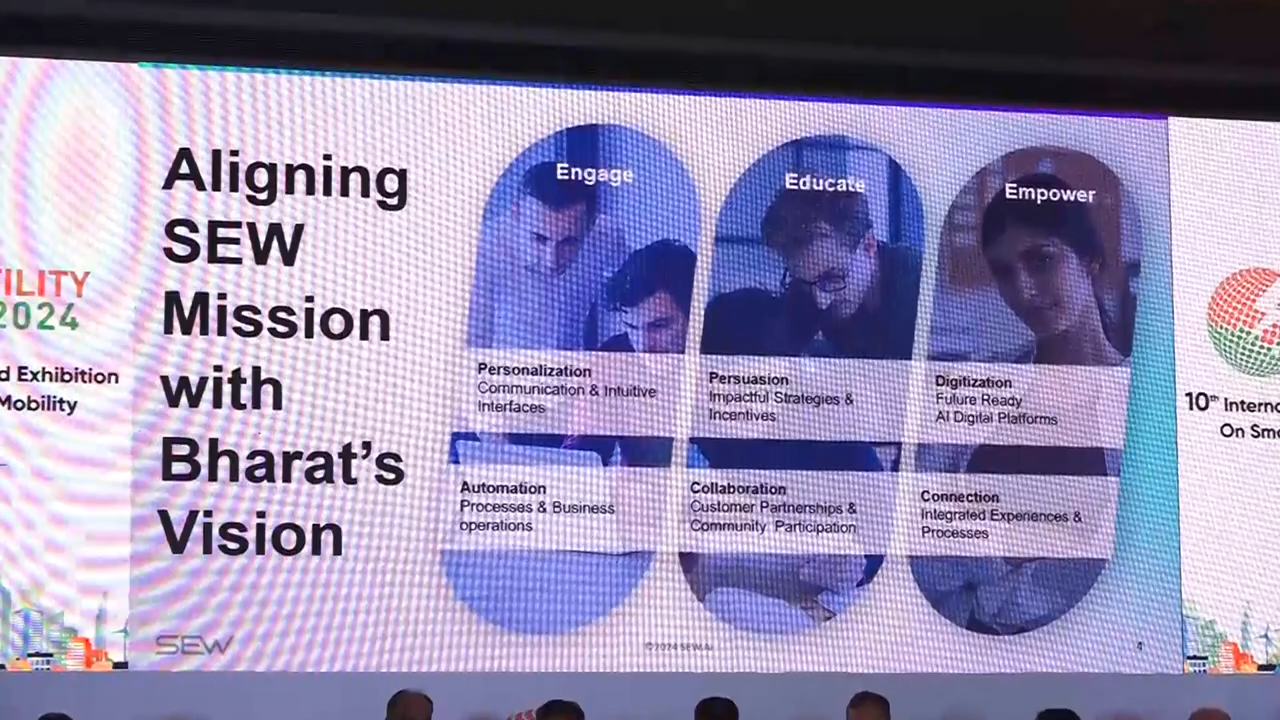 Aligning
SEW
Mission
with
Bharat's
Vision
Engage
Personalization
Communication & Intuitive
Interfaces
Automation
Processes & Business
operations
Educate
Persuasion
Impactful Strategies &
Incentives
Collaboration
Customer Partnerships &
Community Participation
Empower
Digitization
Future Ready
AI Digital Platforms
Connection
Integrated Experiences &
Processes
SEW
©2024 SEW.AI
4
ILITY
2024
d Exhibition
Mobility
10th Interna
On Sma